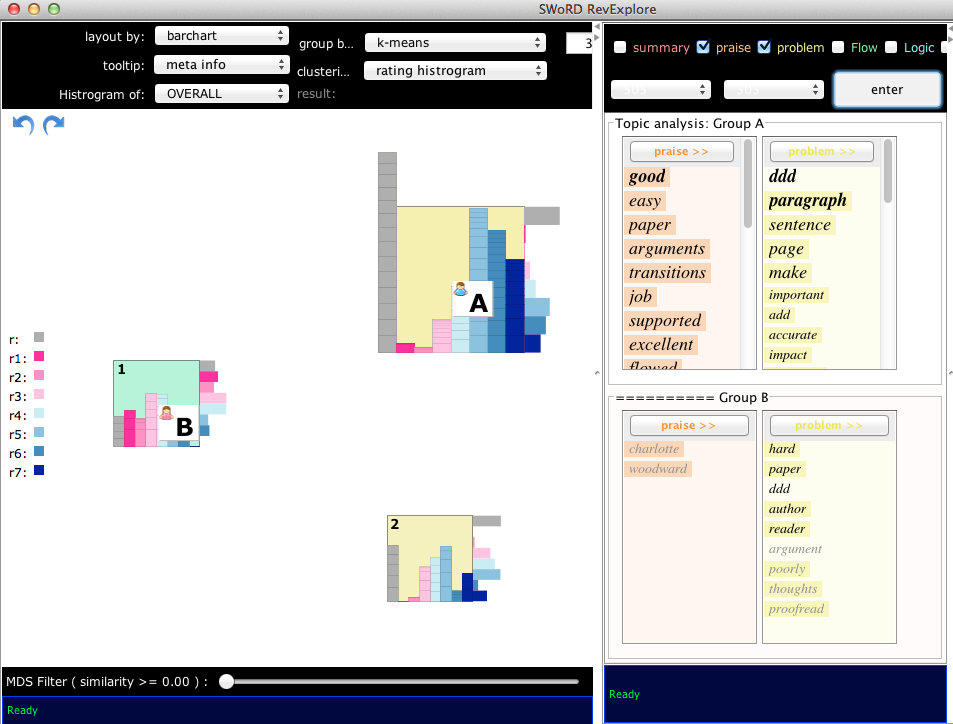 SWoRD RevExplore
layout by: barchart group b... k-means 3
tooltip: meta info clusteri... rating histrogram
Histrogram of: OVERALL result:
summary praise problem Flow Logic
enter
Topic analysis: Group A
praise >> problem >>
good
easy
paper
arguments
transitions
job
supported
excellent
flowed
ddd
paragraph
sentence
page
make
important
add
accurate
impact
A
1
B
2
r:
r1:
r2:
r3:
r4:
r5:
r6:
r7:
========== Group B
praise >> problem >>
charlotte
woodward
hard
paper
ddd
author
reader
argument
poorly
thoughts
proofread
MDS Filter ( similarity >= 0.00 ) :
Ready
Ready